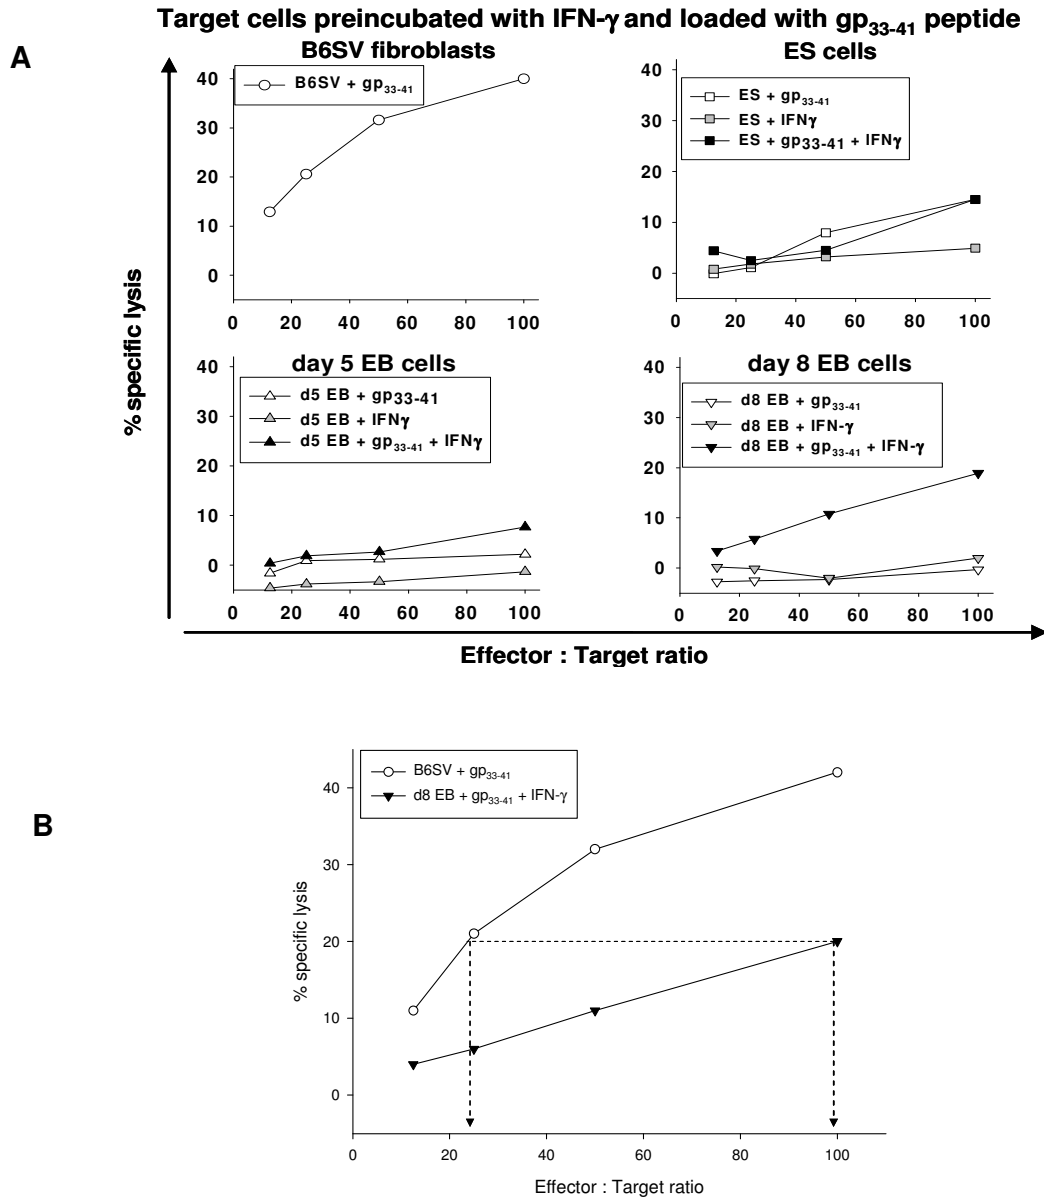 Target cells preincubated with IFN-γ and loaded with gp33-41 peptide
A
B6SV fibroblasts
% specific lysis
40
30
20
10
0
B6SV + gp33-41
0 20 40 60 80 100
ES cells
40
30
20
10
0
ES + gp33-41
ES + IFNγ
ES + gp33-41 + IFNγ
0 20 40 60 80 100
day 5 EB cells
40
30
20
10
0
d5 EB + gp33-41
d5 EB + IFNγ
d5 EB + gp33-41 + IFNγ
0 20 40 60 80 100
day 8 EB cells
40
30
20
10
0
d8 EB + gp33-41
d8 EB + IFN-γ
d8 EB + gp33-41 + IFN-γ
0 20 40 60 80 100
Effector : Target ratio
B
% specific lysis
40
30
20
10
0
B6SV + gp33-41
d8 EB + gp33-41 + IFN-γ
0 20 40 60 80 100
Effector : Target ratio